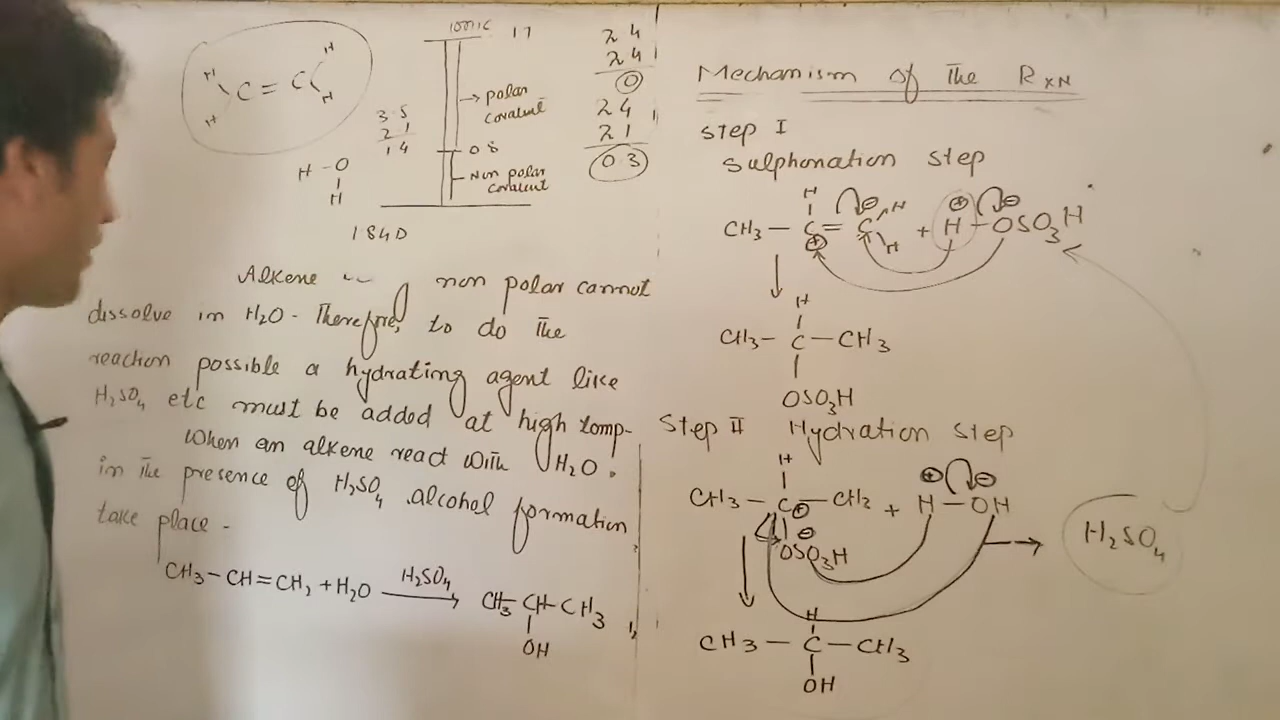 H
H
C = C
H
H
IONIC 1 7
→ polar
covalent
0 8
Non polar
covalent
3 5
2 1
1 4
H - O
H
1 84 D
2 4
2 4
0
2 4
2 1
0 3
Alkene non polar cannot
dissolve in H2O - Therefore, to do the
reaction possible a hydrating agent like
H2SO4 etc must be added at high temp-
When an alkene react with H2O.
in the presence of H2SO4 alcohol formation
take place -
CH3-CH=CH2 + H2O H2SO4 → CH3-CH-CH3
OH
Mechanism of The RXN
Step I
Sulphonation step
H ⊖ H ⊕ ⊖
CH3 - C = C + H - OSO3H
⊕ H
H
CH3 - C - CH3
OSO3H
Step II Hydration step
H ⊕ ⊖
CH3 - C - CH3 + H - OH
⊕ ⊖
OSO3H
→ H2SO4
H
CH3 - C - CH3
OH